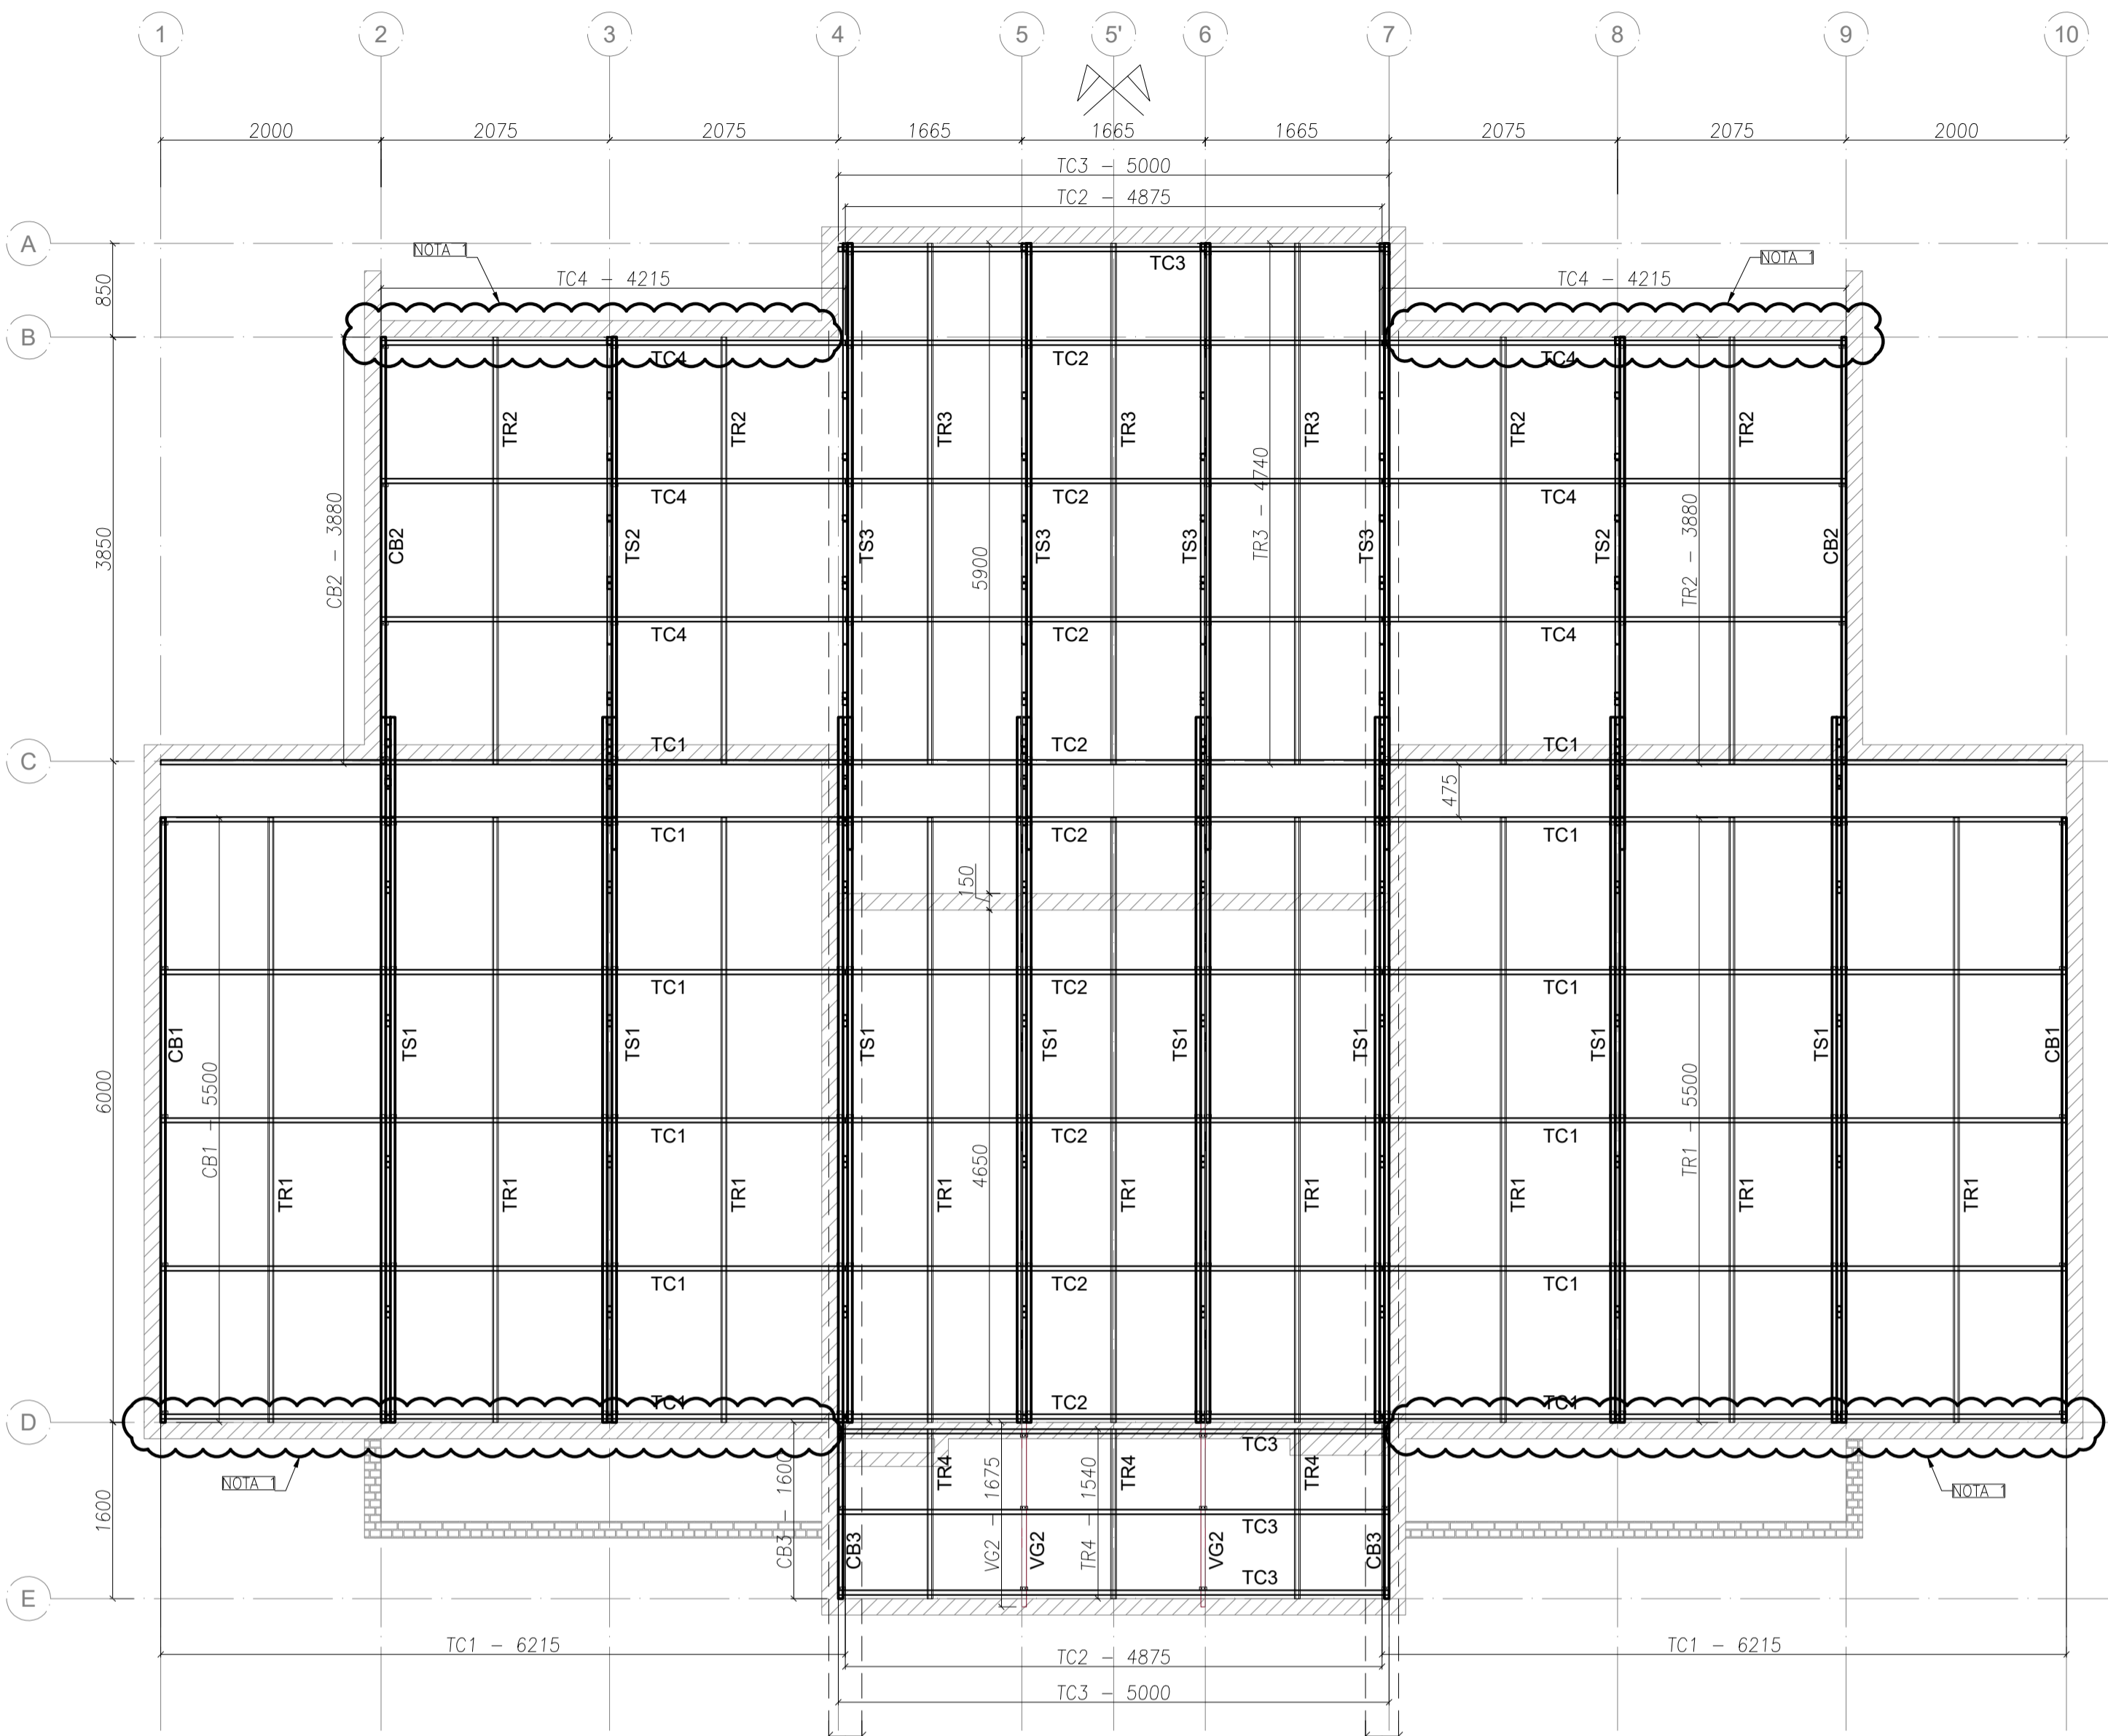 1 2 3 4 5 5' 6 7 8 9 10
2000 2075 2075 1665 1665 1665 2075 2075 2000
TC3 - 5000
TC2 - 4875
A
NOTA 1 NOTA 1
TC3
850
TC4 - 4215 TC4 - 4215
B
TC4 TC2 TC4
TR2 TR2 TR3 TR3 TR3 TR2 TR2
TR3 - 4740
TC4 TC2 TC4
3850
CB2 - 3880
CB2 TS2 TS3 TS3 TS3 TS3 TS2 CB2
5900
TR2 - 3880
TC4 TC2 TC4
TC1 TC2 TC1
C
475
TC1 TC2 TC1
150
TC1 TC2 TC1
CB1 TS1 TS1 TS1 TS1 TS1 TS1 TS1 TS1 CB1
6000
CB1 - 5500
TR1 - 5500
TC1 TC2 TC1
4650
TR1 TR1 TR1 TR1 TR1 TR1 TR1 TR1 TR1
TC1 TC2 TC1
TC1 TC2 TC1
D
TC3
NOTA 1 NOTA 1
TR4 TR4 TR4
1600
CB3 - 1600
VG2 - 1675
TR4 - 1540
TC3
CB3 VG2 VG2 CB3
TC3
E
TC1 - 6215 TC1 - 6215
TC2 - 4875
TC3 - 5000